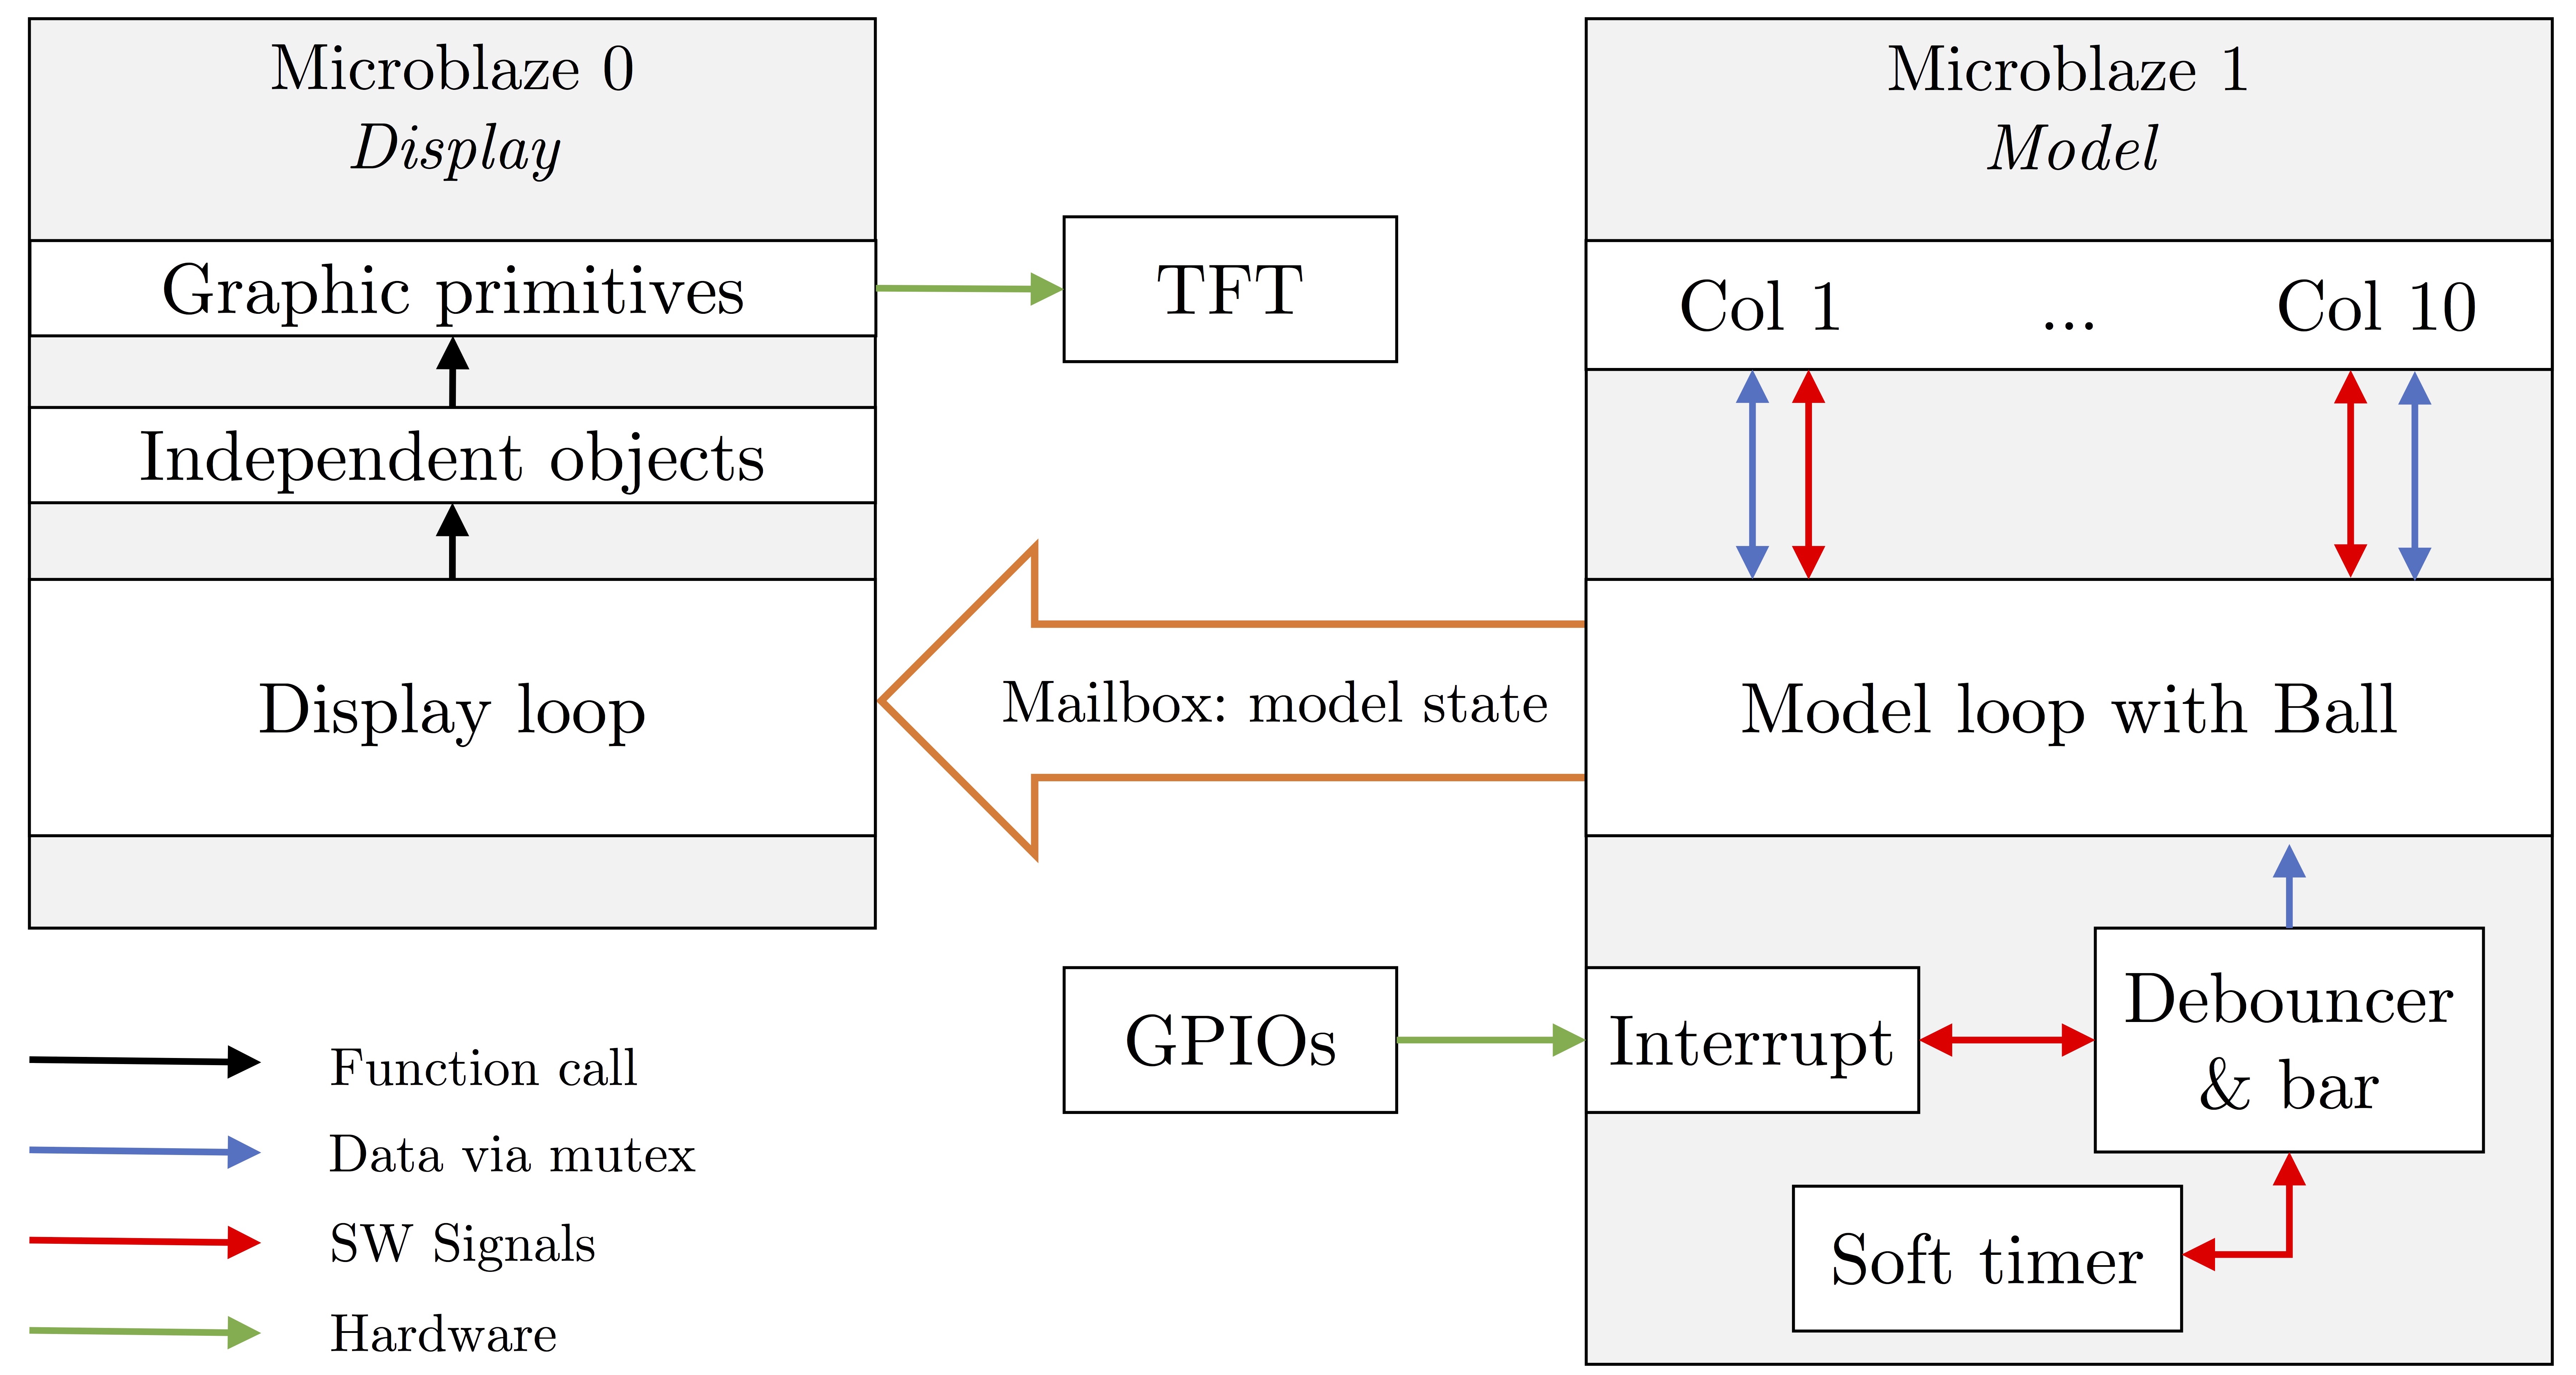 Microblaze 0
Display
Graphic primitives
Independent objects
Display loop
TFT
Mailbox: model state
GPIOs
Microblaze 1
Model
Col 1 ... Col 10
Model loop with Ball
Interrupt
Debouncer
& bar
Soft timer
Function call
Data via mutex
SW Signals
Hardware